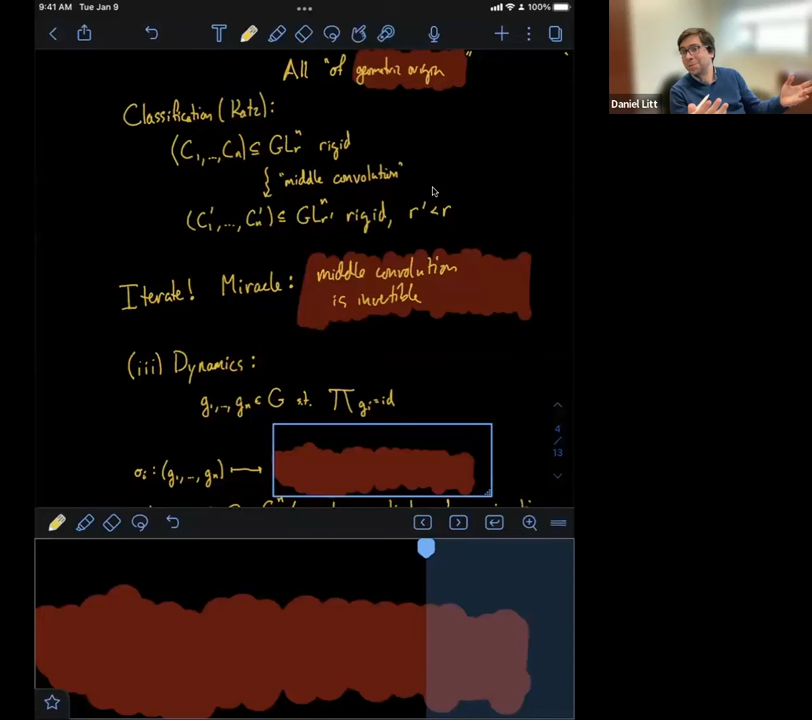 9:41 AM Tue Jan 9
100%
All "of geometric origin"
Daniel Litt
Classification (Katz):
(C₁,...,Cₙ) ⊆ GLᵣⁿ rigid
"middle convolution"
(C₁',...,Cₙ') ⊆ GLᵣ'ⁿ rigid, r' < r
Iterate! Miracle: middle convolution
is invertible
(iii) Dynamics:
g₁,..,gₙ ∈ G s.t. ∏ gᵢ = id
4
/
13
σᵢ: (g₁,..,gₙ) ⟼